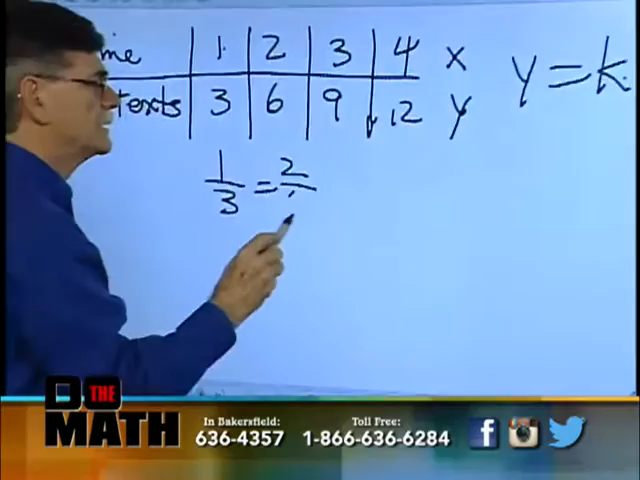 ime 1 2 3 4 x
texts 3 6 9 12 y
y = k
1/3 = 2/
DO THE MATH
In Bakersfield: 636-4357
Toll Free: 1-866-636-6284